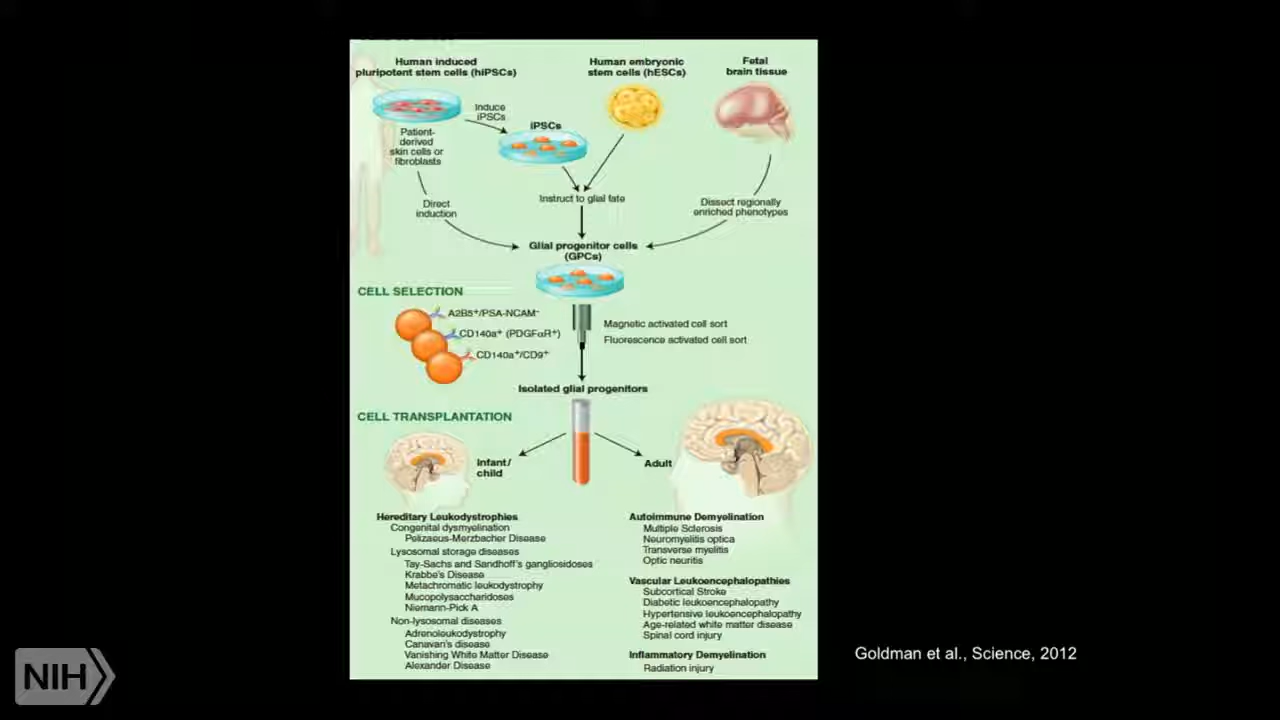 Human induced
pluripotent stem cells (hiPSCs)
Human embryonic
stem cells (hESCs)
Fetal
brain tissue
Induce
iPSCs
iPSCs
Patient-
derived
skin cells or
fibroblasts
Direct
induction
Instruct to glial fate
Dissect regionally
enriched phenotypes
Glial progenitor cells
(GPCs)
CELL SELECTION
A2B5⁺/PSA-NCAM⁻
CD140a⁺ (PDGFαR⁺)
CD140a⁺/CD9⁺
Magnetic activated cell sort
Fluorescence activated cell sort
Isolated glial progenitors
CELL TRANSPLANTATION
Infant/
child
Adult
Hereditary Leukodystrophies
Congenital dysmyelination
Pelizaeus-Merzbacher Disease
Lysosomal storage diseases
Tay-Sachs and Sandhoff's gangliosidoses
Krabbe's Disease
Metachromatic leukodystrophy
Mucopolysaccharidoses
Niemann-Pick A
Non-lysosomal diseases
Adrenoleukodystrophy
Canavan's disease
Vanishing White Matter Disease
Alexander Disease
Autoimmune Demyelination
Multiple Sclerosis
Neuromyelitis optica
Transverse myelitis
Optic neuritis
Vascular Leukoencephalopathies
Subcortical Stroke
Diabetic leukoencephalopathy
Hypertensive leukoencephalopathy
Age-related white matter disease
Spinal cord injury
Inflammatory Demyelination
Radiation injury
Goldman et al., Science, 2012
NIH